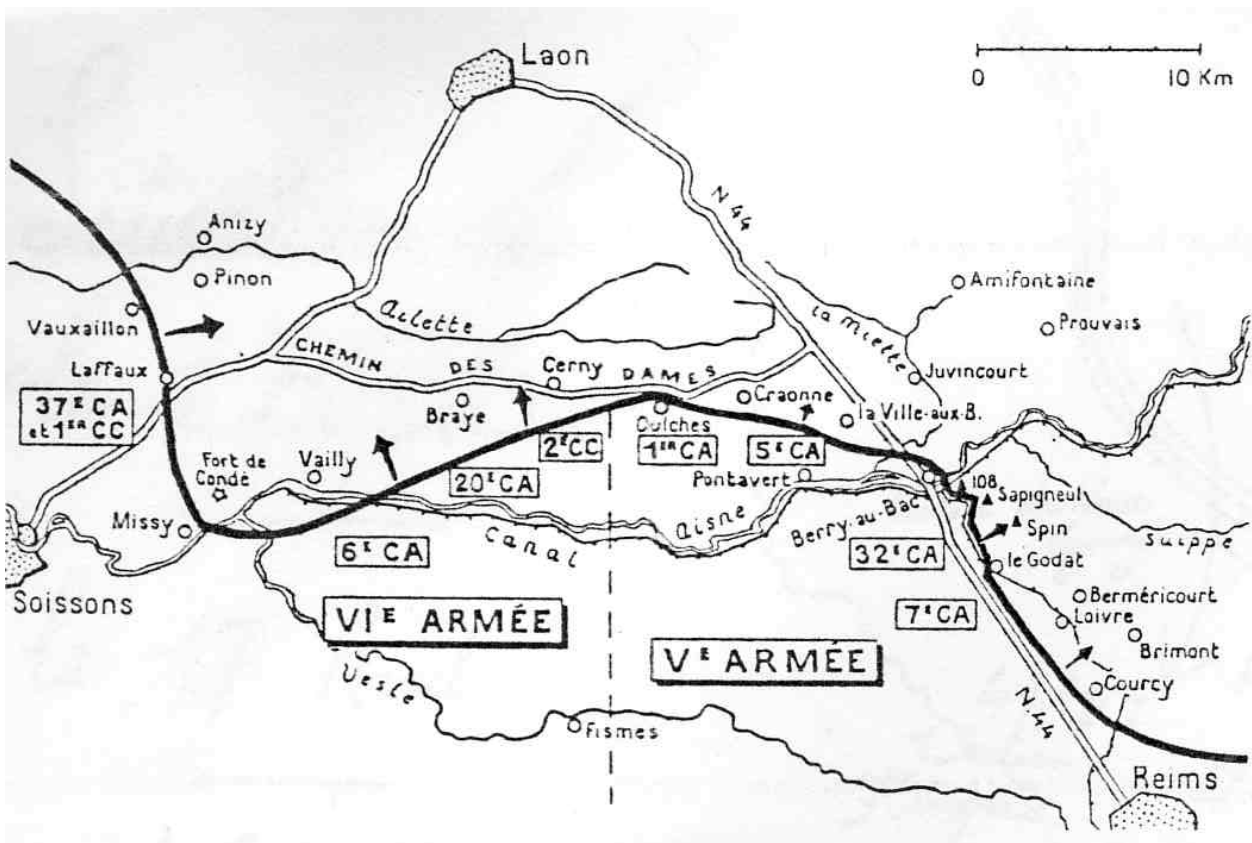 Laon
0 10 Km
N 44
Anizy
Pinon
Vauxaillon
Ailette
La Miette
Amifontaine
Prouvais
Laffaux
CHEMIN DES DAMES
Cerny
Craonne
Juvincourt
37E CA
et 1ER CC
Braye
Oulches
la Ville-aux-B.
2E CC
1ER CA
5E CA
Fort de
Condé
Vailly
20E CA
Pontavert
108
Sapigneul
Missy
Aisne
Berry-au-Bac
Spin
Suippe
6E CA
Canal
32E CA
le Godat
Soissons
VIE ARMÉE
7E CA
Berméricourt
Loivre
Brimont
VE ARMÉE
Vesle
Courcy
N.44
Fismes
Reims